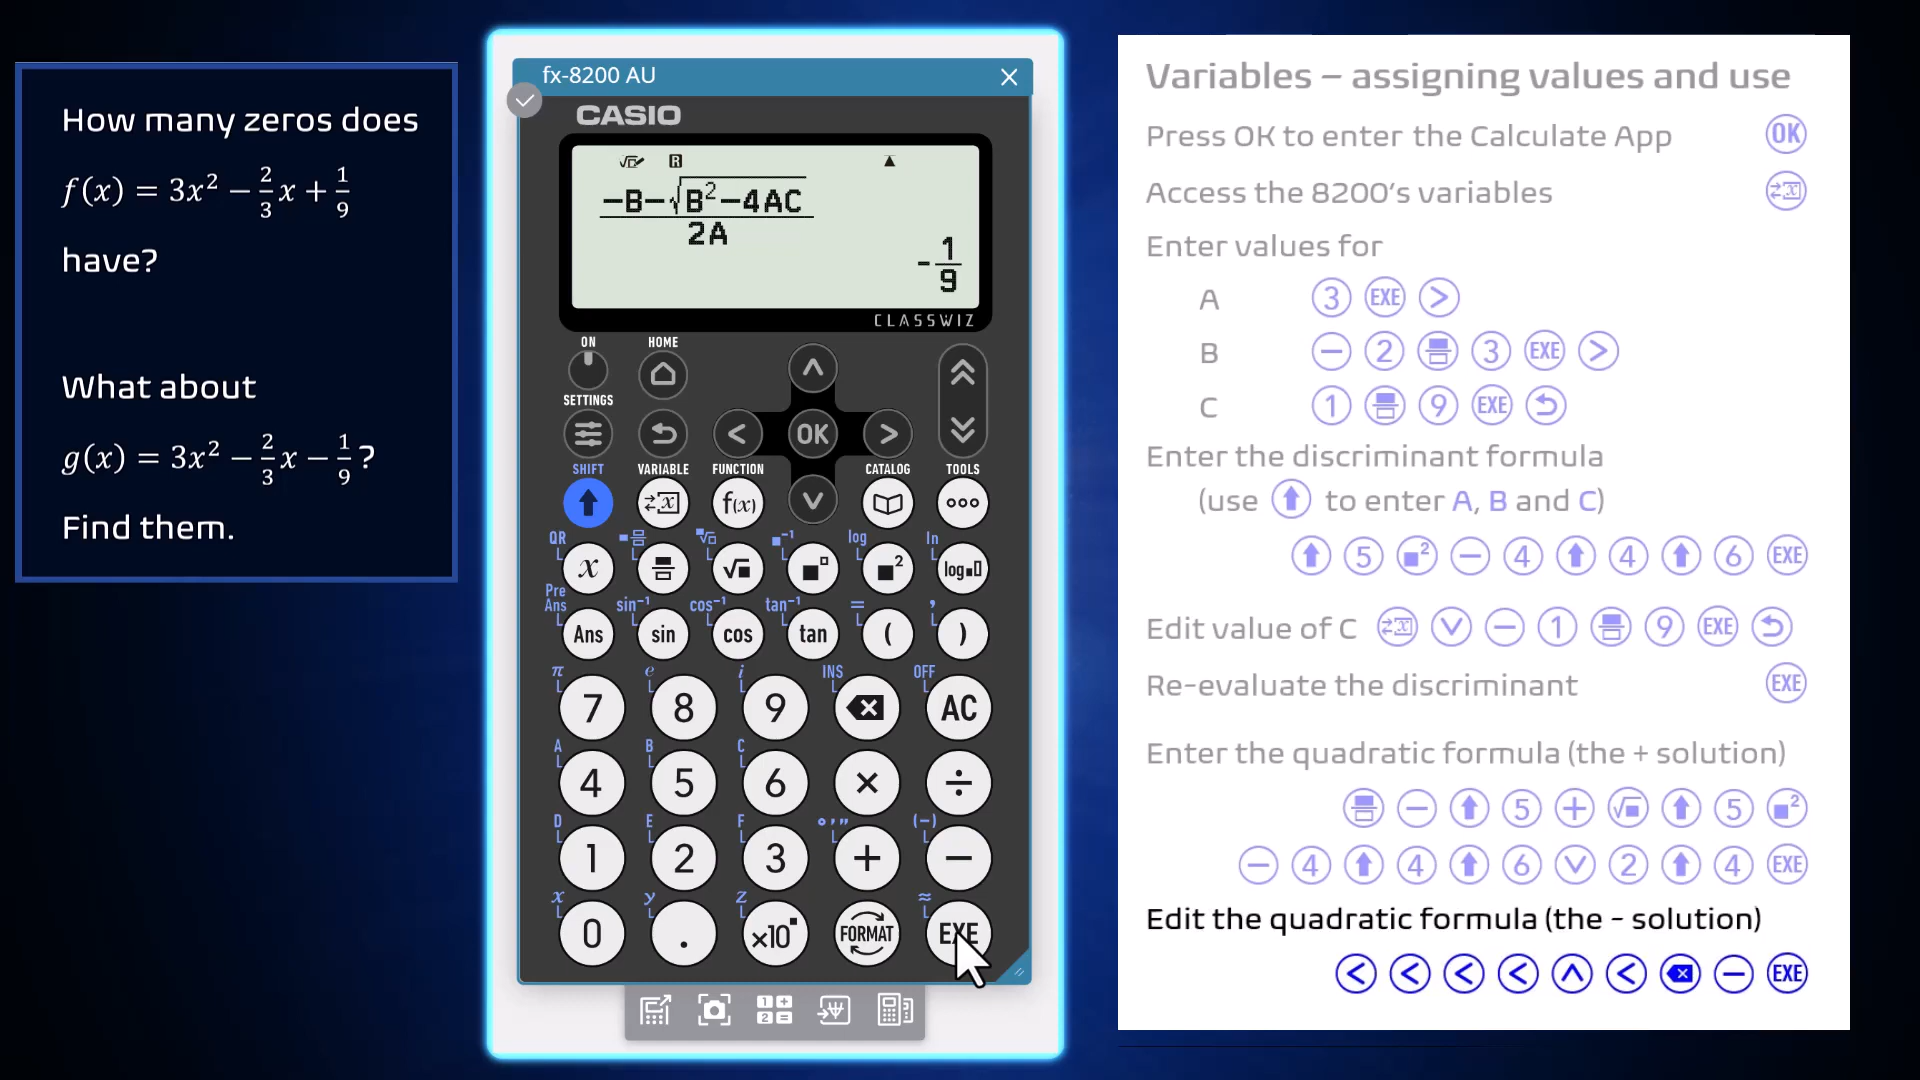 How many zeros does
f(x) = 3x² − 2/3 x + 1/9
have?
What about
g(x) = 3x² − 2/3 x − 1/9 ?
Find them.
fx-8200 AU
CASIO
√ R ▲
(−B−√(B²−4AC))/(2A)
-1/9
CLASSWIZ
ON HOME
SETTINGS
< OK >
SHIFT VARIABLE FUNCTION CATALOG TOOLS
x f(x)
QR log ln
x √■ ■² log
Pre
Ans sin⁻¹ cos⁻¹ tan⁻¹ = ,
Ans sin cos tan ( )
π e i INS OFF
7 8 9 AC
A B C
4 5 6 × ÷
D E F °′″ (−)
1 2 3 + −
x y z ≈
0 . ×10■ FORMAT EXE
Variables – assigning values and use
Press OK to enter the Calculate App OK
Access the 8200's variables
Enter values for
A 3 EXE >
B − 2 3 EXE >
C 1 9 EXE
Enter the discriminant formula
(use ⬆ to enter A, B and C)
⬆ 5 ■² − 4 ⬆ 4 ⬆ 6 EXE
Edit value of C − 1 9 EXE
Re-evaluate the discriminant EXE
Enter the quadratic formula (the + solution)
− ⬆ 5 + √■ ⬆ 5 ■²
− 4 ⬆ 4 ⬆ 6 2 ⬆ 4 EXE
Edit the quadratic formula (the - solution)
< < < < ∧ < ⌫ − EXE